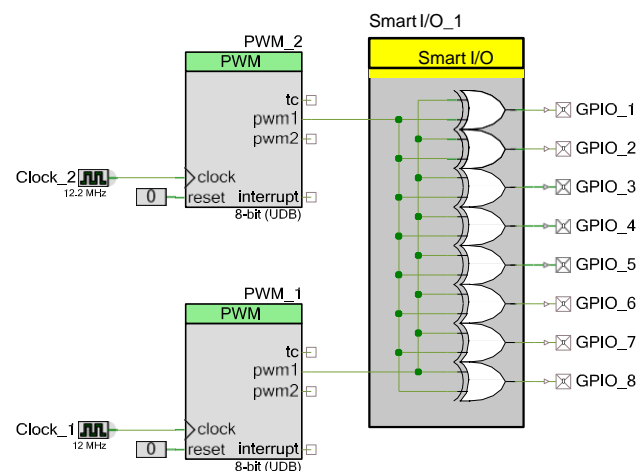 Smart I/O_1
Smart I/O
PWM_2
PWM
tc
pwm1
pwm2
Clock_2
12.2 MHz
clock
0
reset
interrupt
8-bit (UDB)
GPIO_1
GPIO_2
GPIO_3
GPIO_4
GPIO_5
GPIO_6
GPIO_7
GPIO_8
PWM_1
PWM
tc
pwm1
pwm2
Clock_1
12 MHz
clock
0
reset
interrupt
8-bit (UDB)